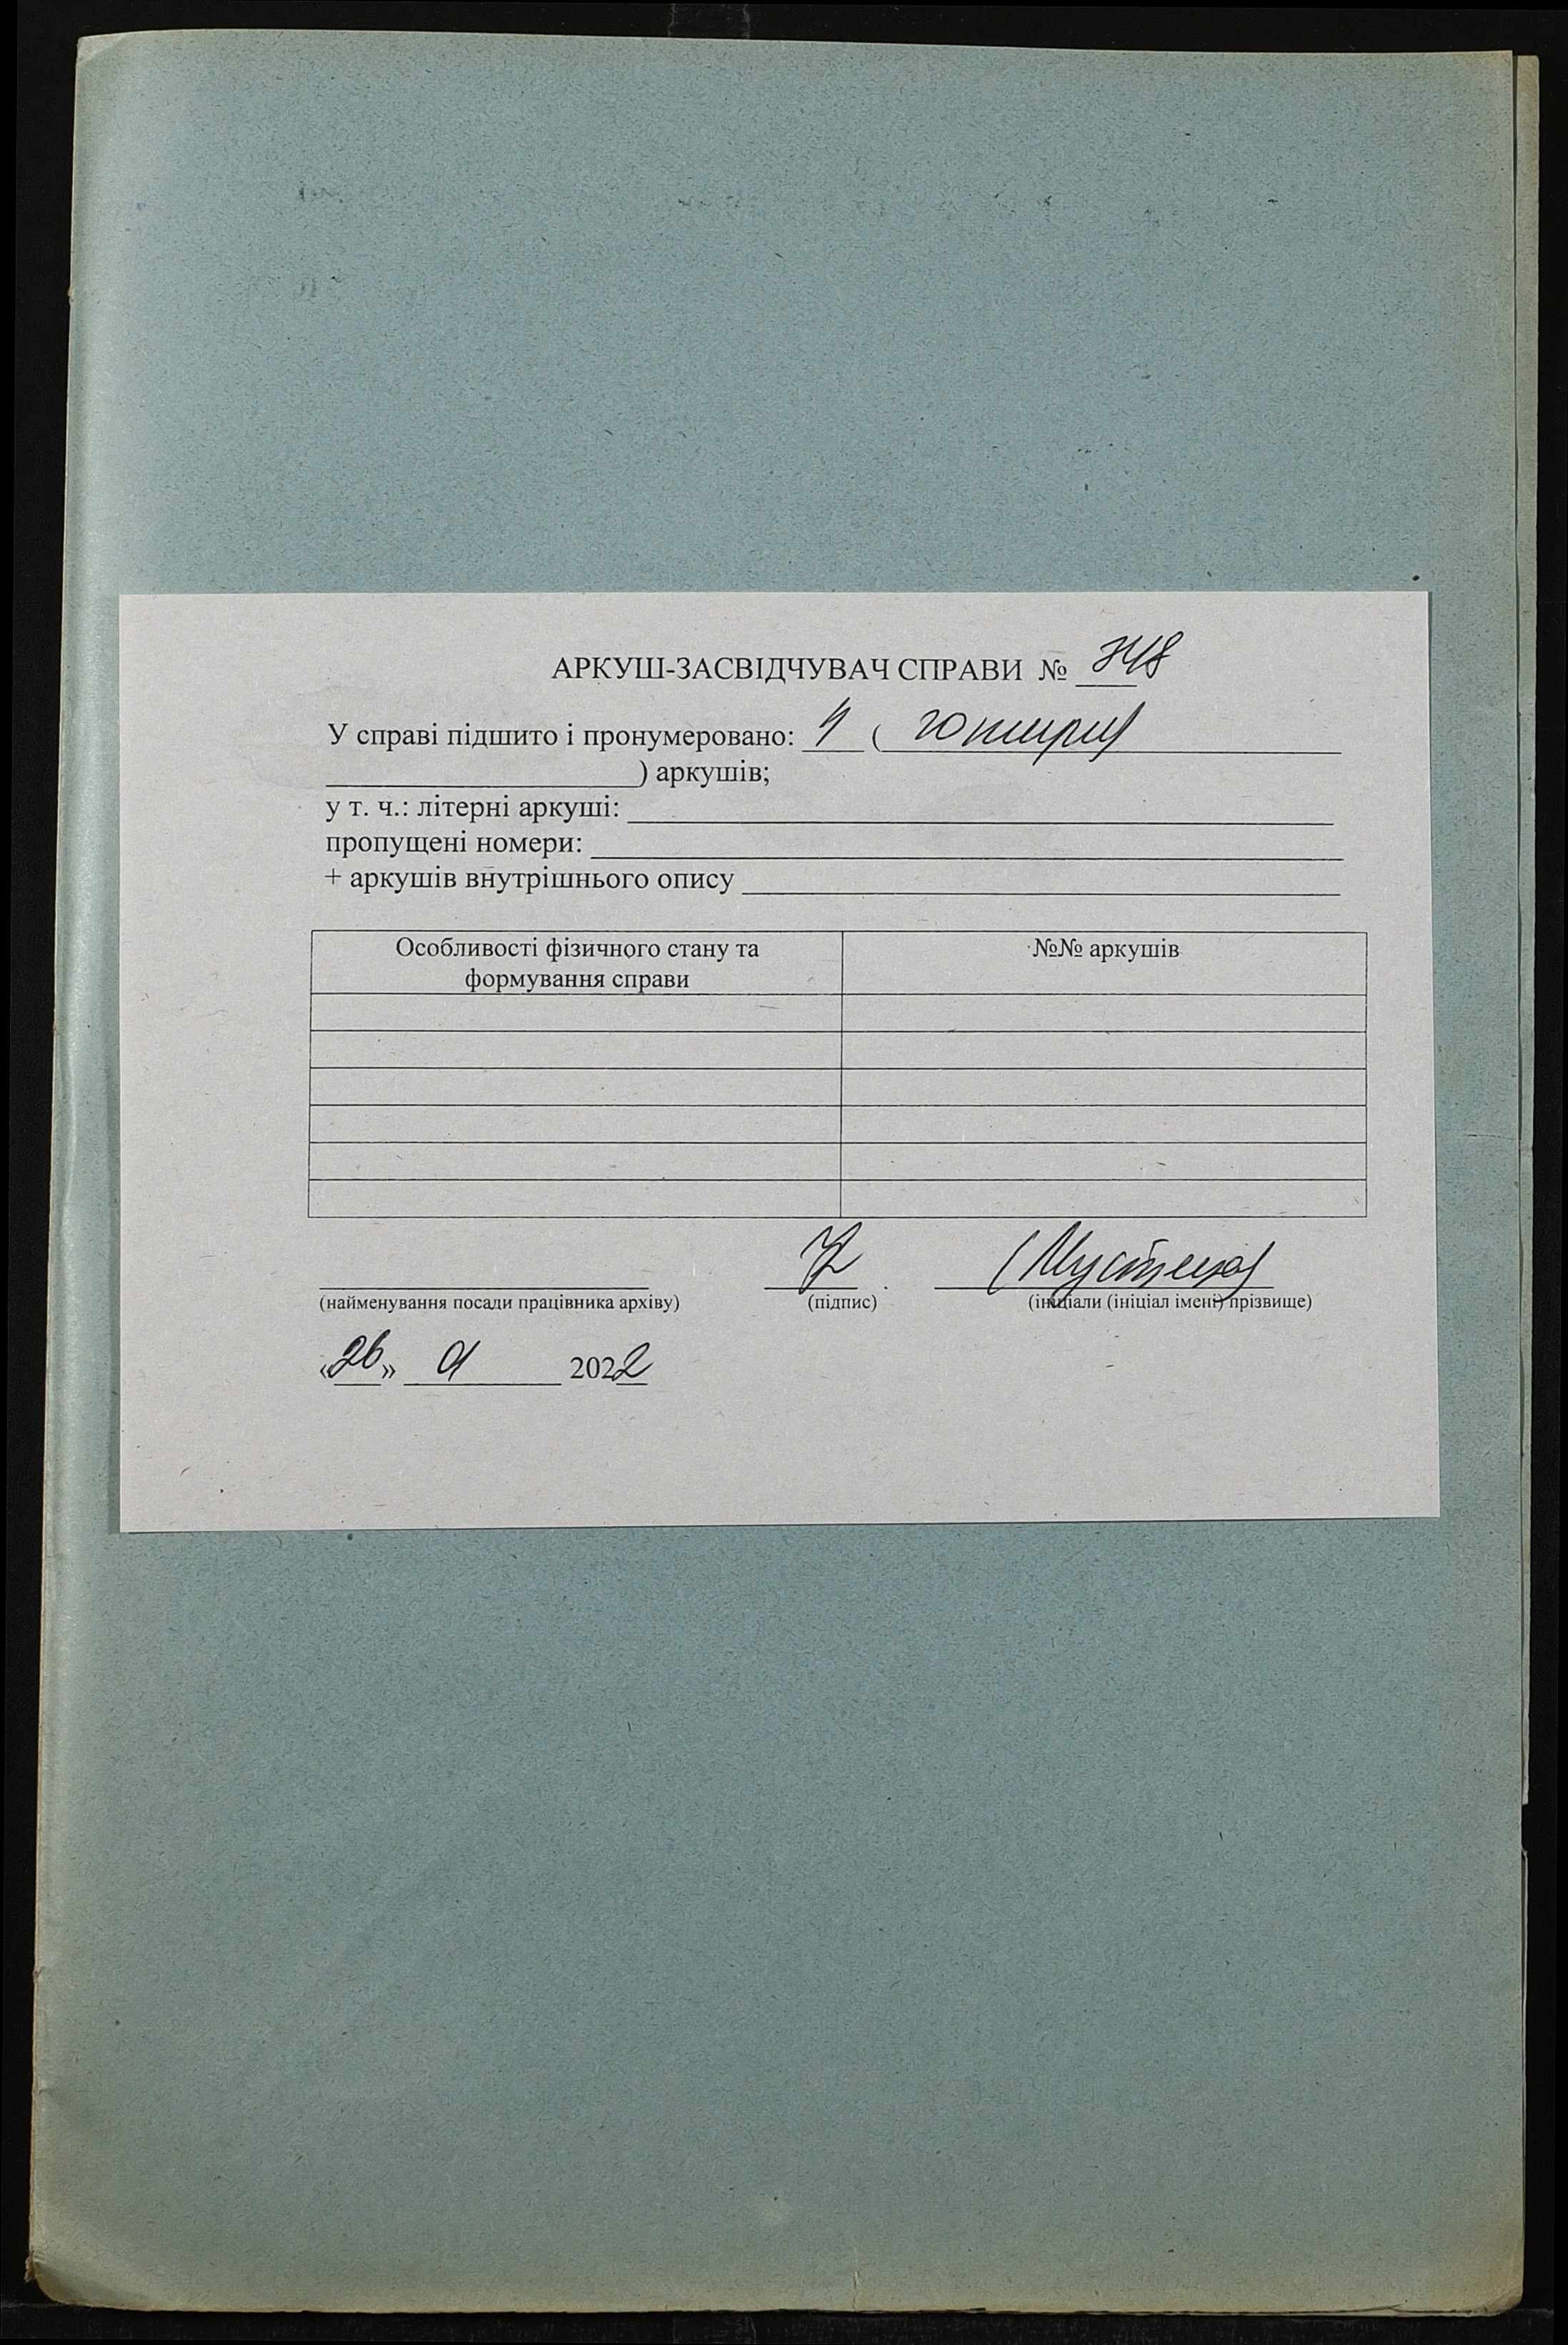 АРКУШ-ЗАСВІДЧУВАЧ СПРАВИ № 748
У справі підшито і пронумеровано: 4 ( чотири
) аркушів;
у т. ч.: літерні аркуші:
пропущені номери:
+ аркушів внутрішнього опису
Особливості фізичного стану та
формування справи
№№ аркушів
(найменування посади працівника архіву)
(підпис)
(ініціали (ініціал імені) прізвище)
«26» 01 2022